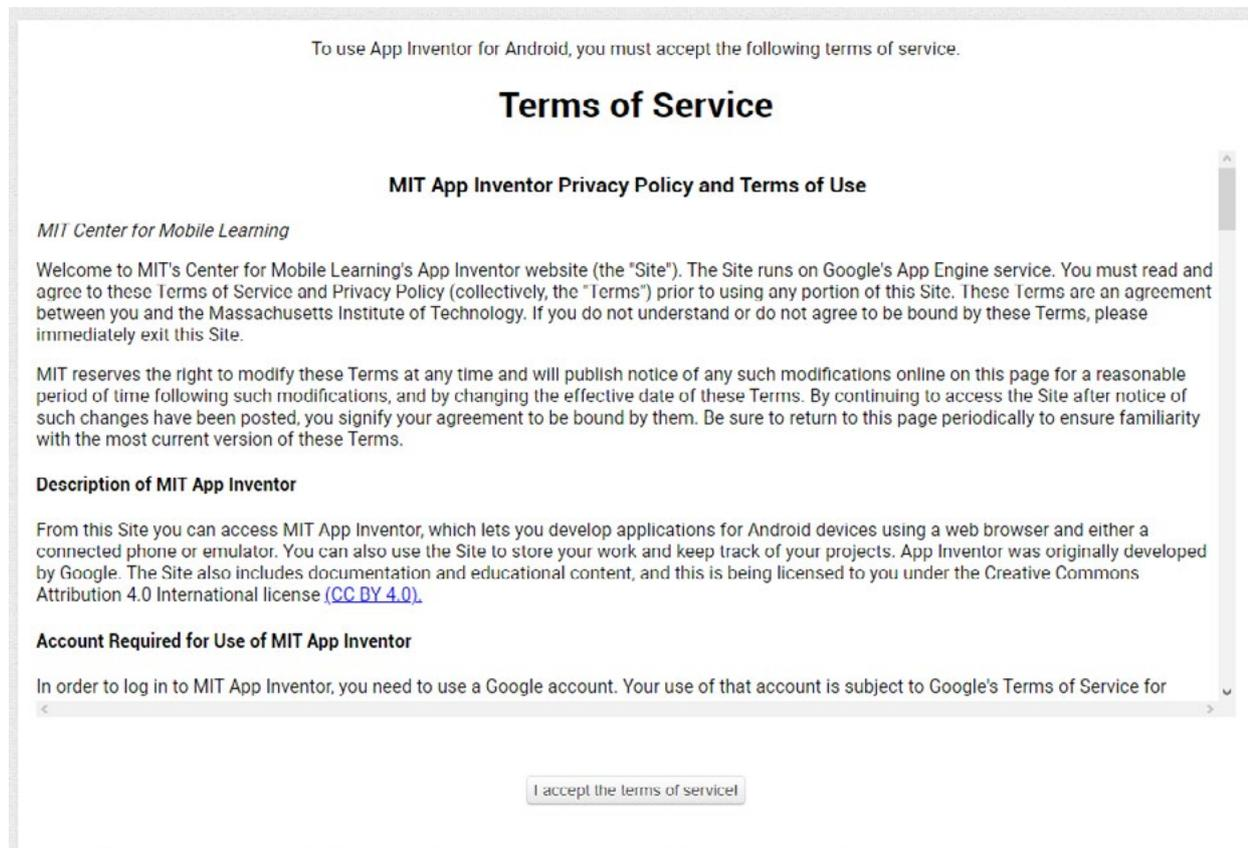 To use App Inventor for Android, you must accept the following terms of service.
Terms of Service
MIT App Inventor Privacy Policy and Terms of Use
MIT Center for Mobile Learning
Welcome to MIT's Center for Mobile Learning's App Inventor website (the "Site"). The Site runs on Google's App Engine service. You must read and
agree to these Terms of Service and Privacy Policy (collectively, the "Terms") prior to using any portion of this Site. These Terms are an agreement
between you and the Massachusetts Institute of Technology. If you do not understand or do not agree to be bound by these Terms, please
immediately exit this Site.
MIT reserves the right to modify these Terms at any time and will publish notice of any such modifications online on this page for a reasonable
period of time following such modifications, and by changing the effective date of these Terms. By continuing to access the Site after notice of
such changes have been posted, you signify your agreement to be bound by them. Be sure to return to this page periodically to ensure familiarity
with the most current version of these Terms.
Description of MIT App Inventor
From this Site you can access MIT App Inventor, which lets you develop applications for Android devices using a web browser and either a
connected phone or emulator. You can also use the Site to store your work and keep track of your projects. App Inventor was originally developed
by Google. The Site also includes documentation and educational content, and this is being licensed to you under the Creative Commons
Attribution 4.0 International license (CC BY 4.0).
Account Required for Use of MIT App Inventor
In order to log in to MIT App Inventor, you need to use a Google account. Your use of that account is subject to Google's Terms of Service for
I accept the terms of service!